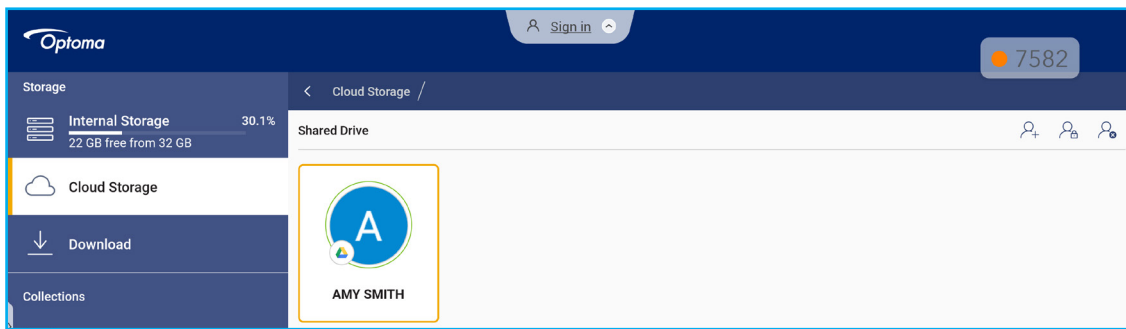 Optoma
Sign in
7582
Storage
Cloud Storage /
Internal Storage 30.1%
22 GB free from 32 GB
Shared Drive
Cloud Storage
A
Download
AMY SMITH
Collections